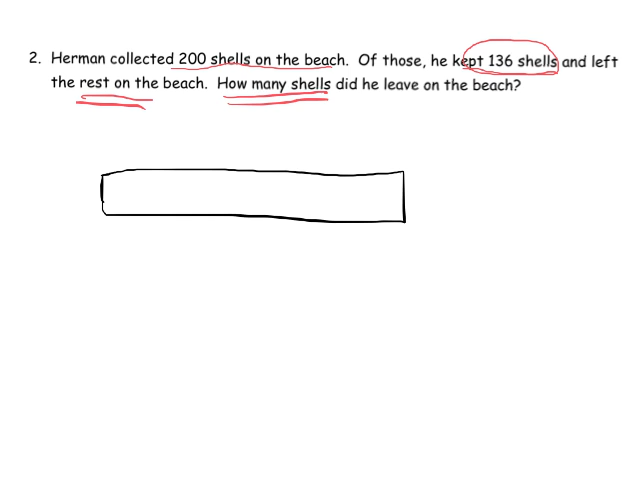 2. Herman collected 200 shells on the beach. Of those, he kept 136 shells and left
the rest on the beach. How many shells did he leave on the beach?